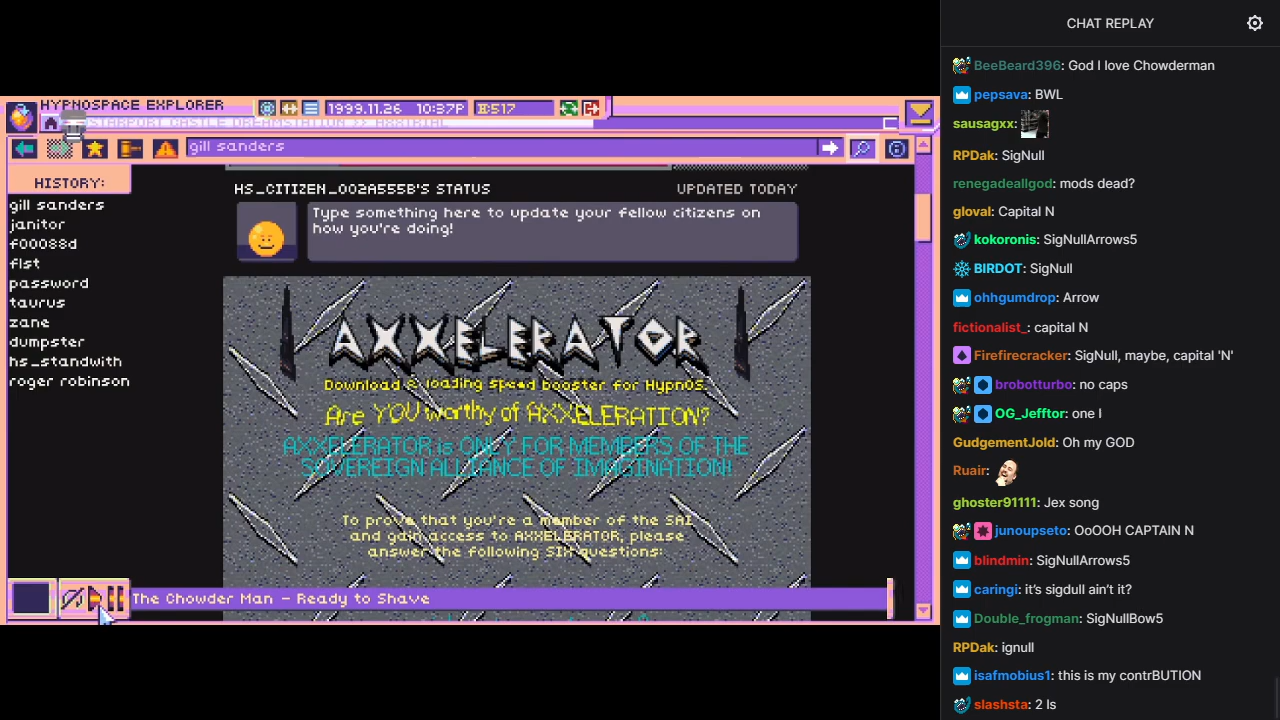 HYPNOSPACE EXPLORER
1999.11.26 10:37P
517
STARPORT CASTLE DREAMSTATION >> AXXTRIAL
gill sanders
HISTORY:
gill sanders
janitor
f00088d
f1st
password
taurus
zane
dumpster
hs_standwith
roger robinson
HS_CITIZEN_002A555B'S STATUS
UPDATED TODAY
Type something here to update your fellow citizens on
how you're doing!
AXXELERATOR
Download a loading speed booster for HypnOS.
Are YOU worthy of AXXELERATION?
AXXELERATOR is ONLY FOR MEMBERS OF THE
SOVEREIGN ALLIANCE OF IMAGINATION!
To prove that you're a member of the SAI
and gain access to AXXELERATOR, please
answer the following SIX questions:
The Chowder Man - Ready to Shave
CHAT REPLAY
BeeBeard396: God I love Chowderman
pepsava: BWL
sausagxx:
RPDak: SigNull
renegadeallgod: mods dead?
gloval: Capital N
kokoronis: SigNullArrows5
BIRDOT: SigNull
ohhgumdrop: Arrow
fictionalist_: capital N
Firefirecracker: SigNull, maybe, capital 'N'
brobotturbo: no caps
OG_Jefftor: one l
GudgementJold: Oh my GOD
Ruair:
ghoster91111: Jex song
junoupseto: OoOOH CAPTAIN N
blindmin: SigNullArrows5
caringi: it's sigdull ain't it?
Double_frogman: SigNullBow5
RPDak: ignull
isafmobius1: this is my contrBUTION
slashsta: 2 ls